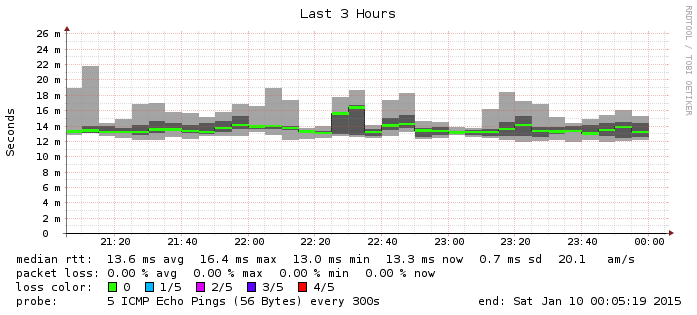 Last 3 Hours
RRDTOOL / TOBI OETIKER
Seconds
26 m
24 m
22 m
20 m
18 m
16 m
14 m
12 m
10 m
8 m
6 m
4 m
2 m
0
21:20 21:40 22:00 22:20 22:40 23:00 23:20 23:40 00:00
median rtt: 13.6 ms avg 16.4 ms max 13.0 ms min 13.3 ms now 0.7 ms sd 20.1 am/s
packet loss: 0.00 % avg 0.00 % max 0.00 % min 0.00 % now
loss color: 0 1/5 2/5 3/5 4/5
probe: 5 ICMP Echo Pings (56 Bytes) every 300s end: Sat Jan 10 00:05:19 2015